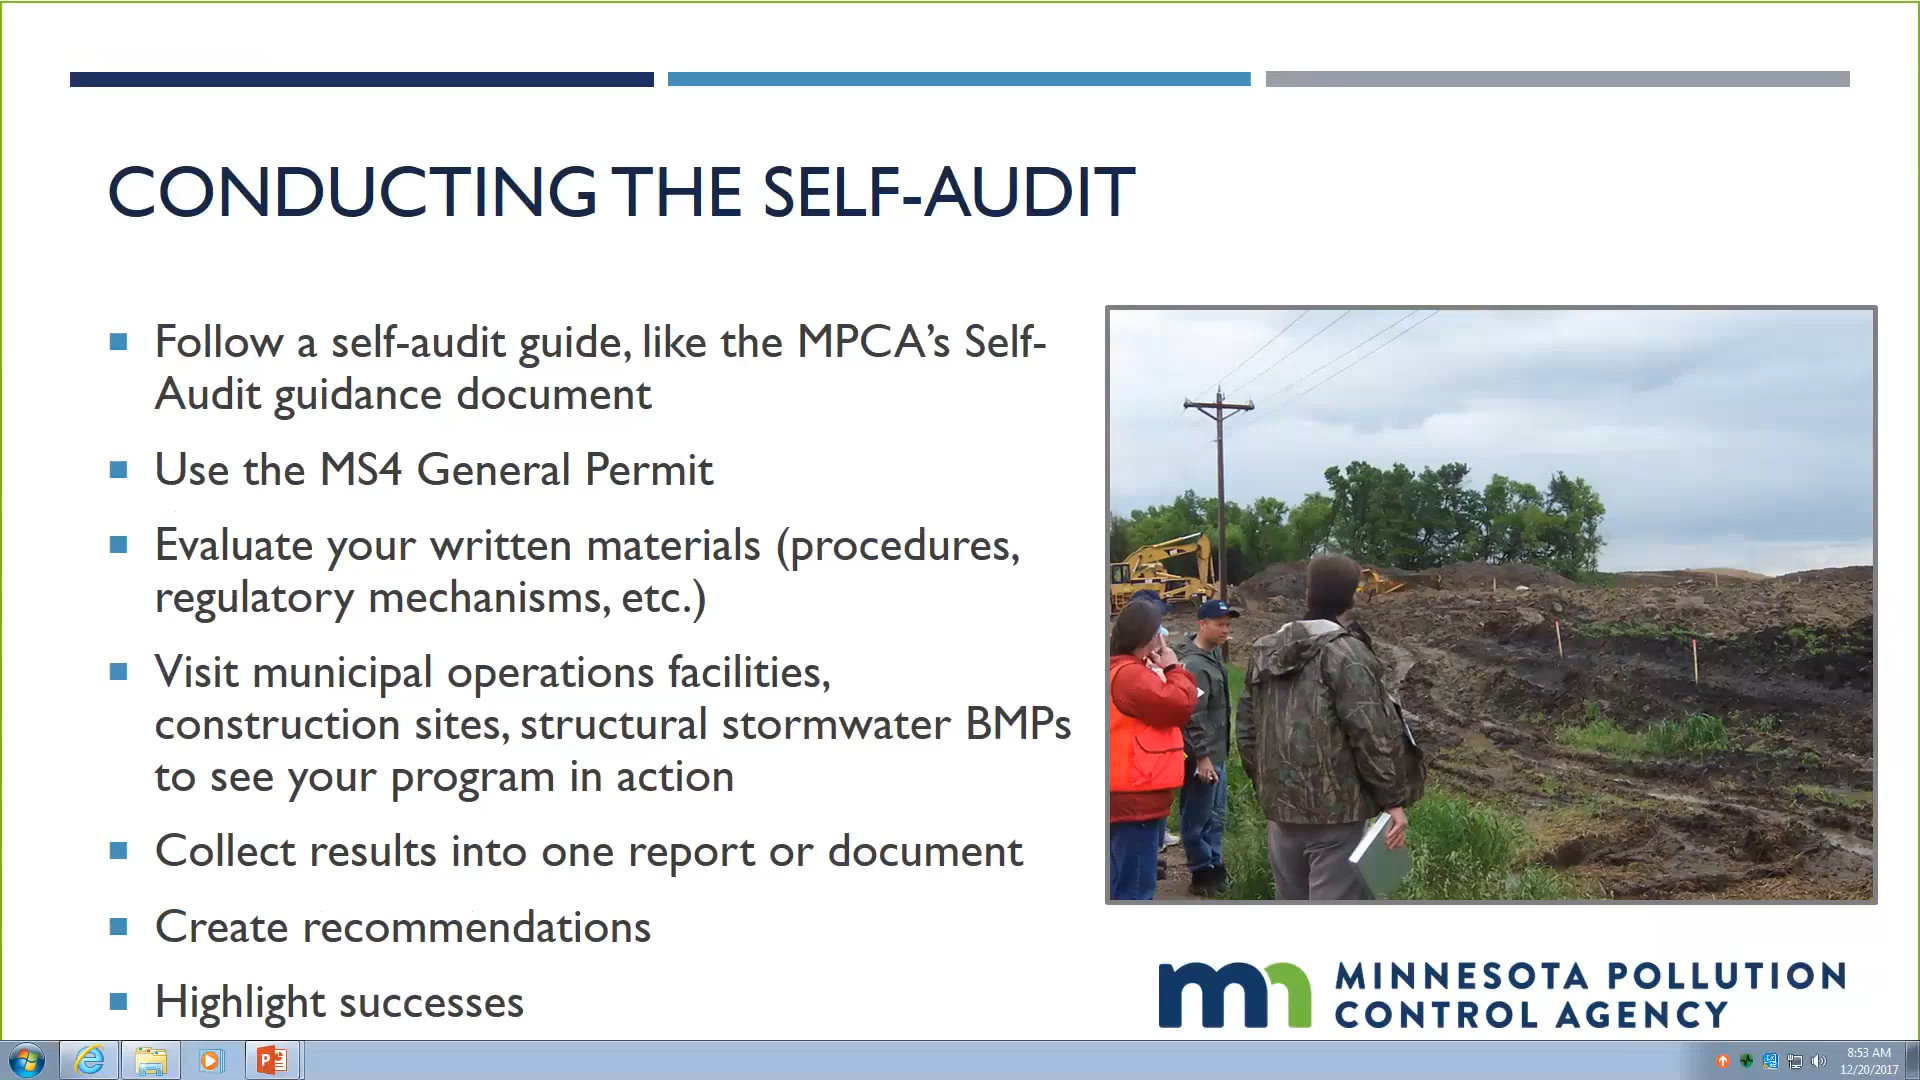 CONDUCTING THE SELF-AUDIT
Follow a self-audit guide, like the MPCA’s Self-
Audit guidance document
Use the MS4 General Permit
Evaluate your written materials (procedures,
regulatory mechanisms, etc.)
Visit municipal operations facilities,
construction sites, structural stormwater BMPs
to see your program in action
Collect results into one report or document
Create recommendations
Highlight successes
MINNESOTA POLLUTION
CONTROL AGENCY
8:53 AM
12/20/2017